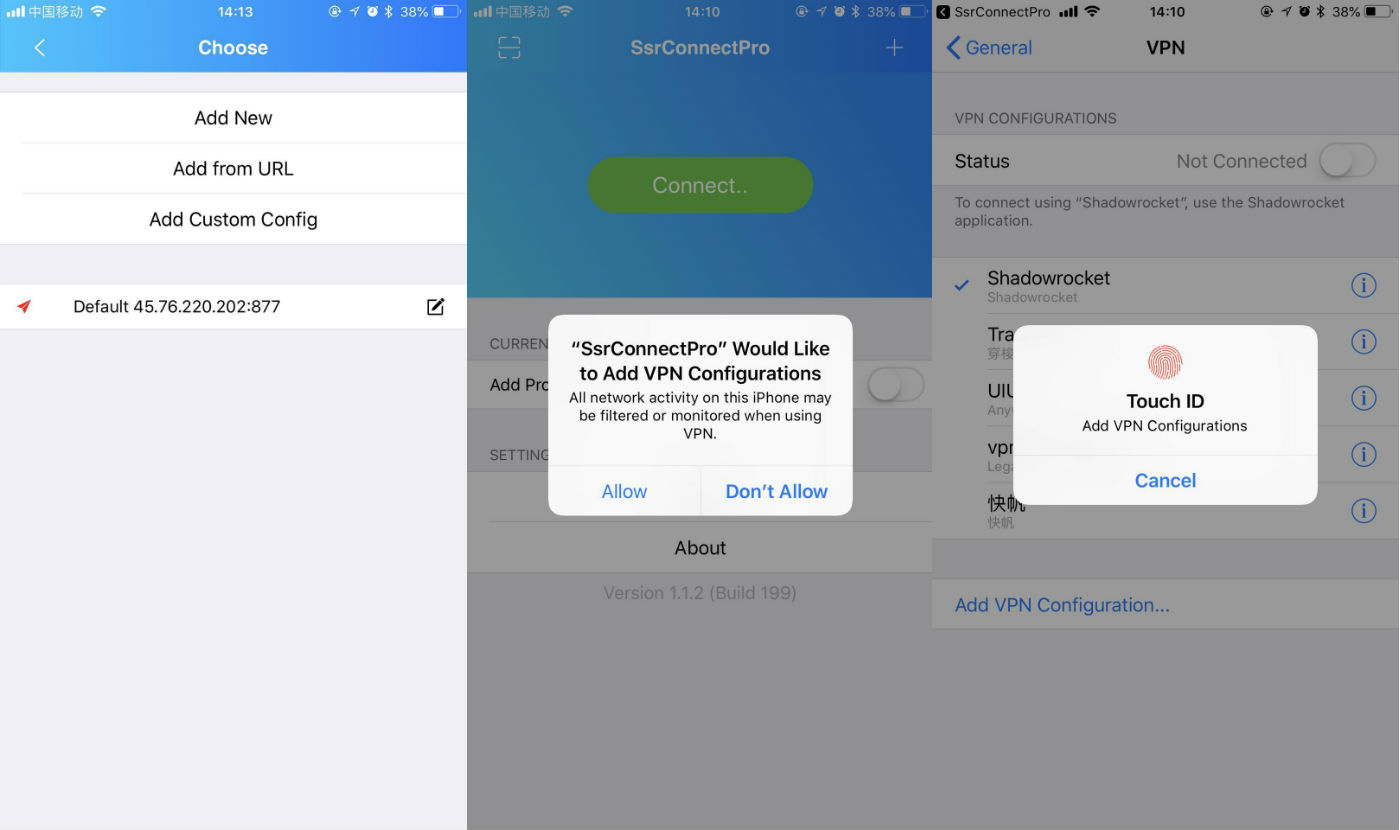 中国移动
14:13
38%
Choose
Add New
Add from URL
Add Custom Config
Default 45.76.220.202:877
中国移动
14:10
38%
SsrConnectPro
Connect..
CURREN
Add Pro
SETTING
“SsrConnectPro” Would Like
to Add VPN Configurations
All network activity on this iPhone may
be filtered or monitored when using
VPN.
Allow
Don’t Allow
About
Version 1.1.2 (Build 199)
SsrConnectPro
14:10
38%
General
VPN
VPN CONFIGURATIONS
Status
Not Connected
To connect using “Shadowrocket”, use the Shadowrocket
application.
Shadowrocket
Shadowrocket
Tra
穿梭
UIU
Any
vpn
Lega
快帆
快帆
Touch ID
Add VPN Configurations
Cancel
Add VPN Configuration...